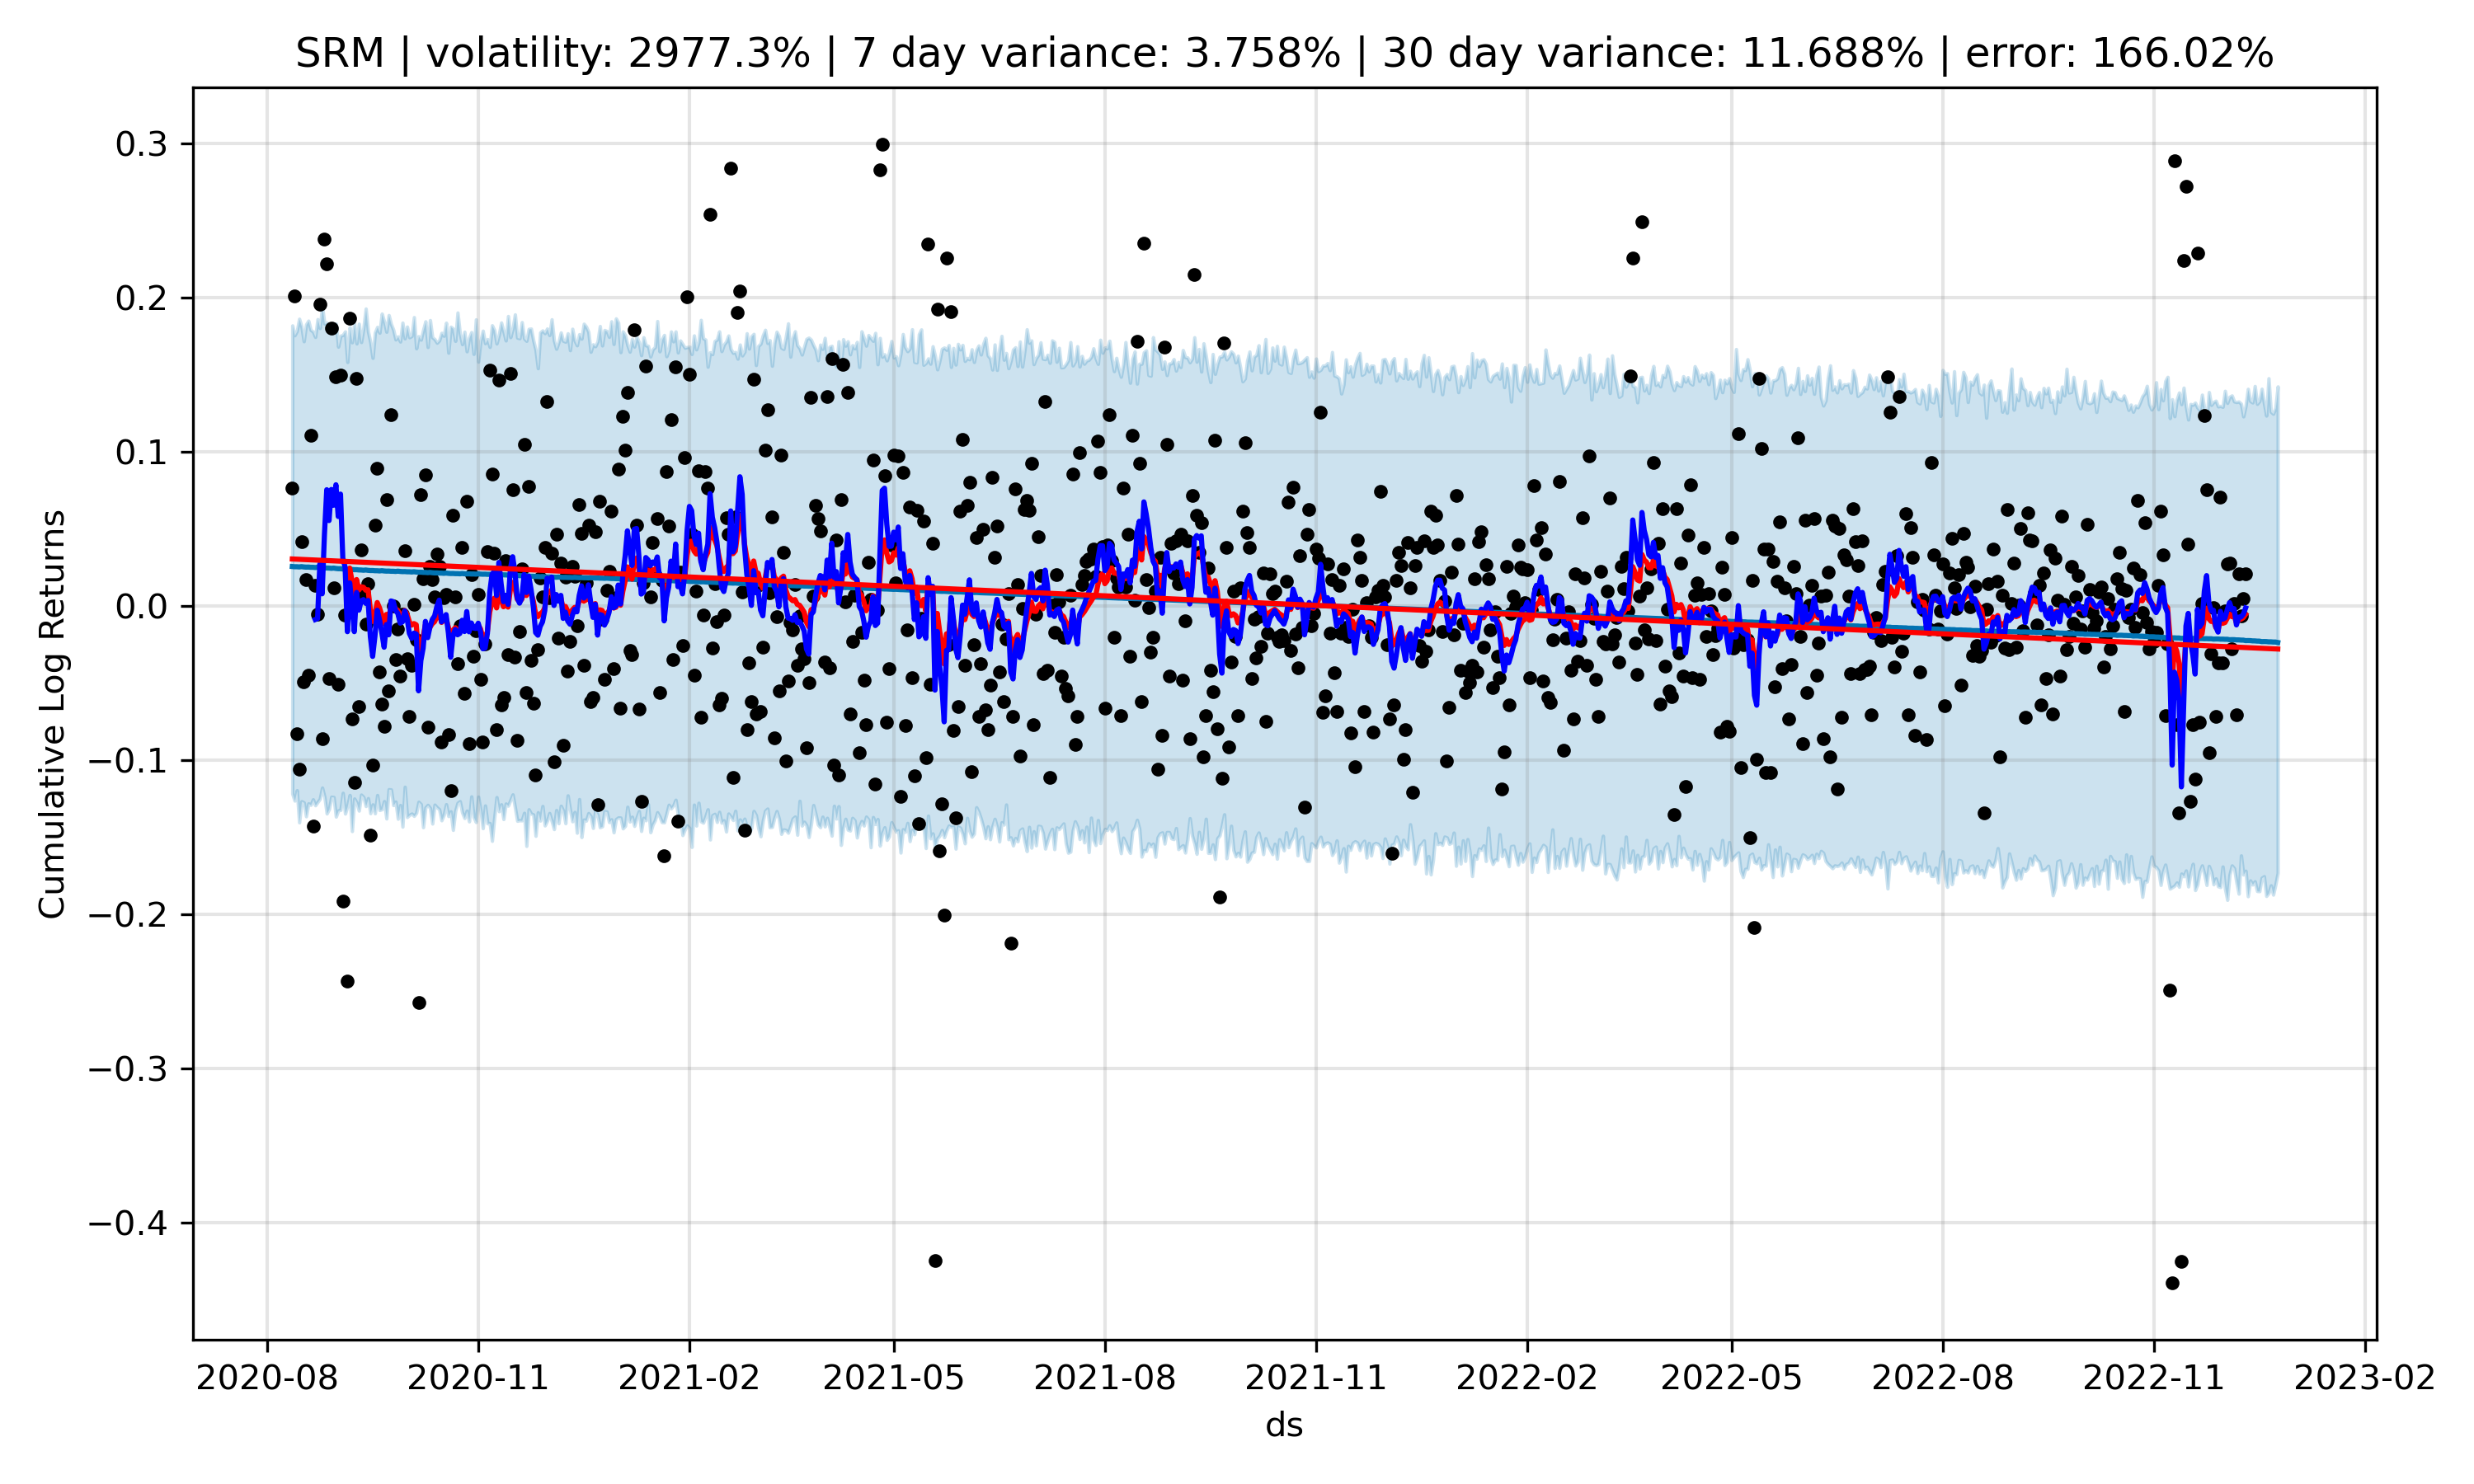 SRM | volatility: 2977.3% | 7 day variance: 3.758% | 30 day variance: 11.688% | error: 166.02%
Cumulative Log Returns
0.3
0.2
0.1
0.0
−0.1
−0.2
−0.3
−0.4
2020-08 2020-11 2021-02 2021-05 2021-08 2021-11 2022-02 2022-05 2022-08 2022-11 2023-02
ds